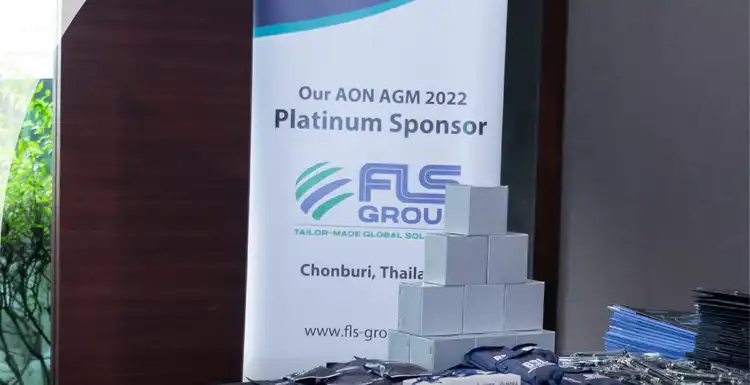 Our AON AGM 2022
Platinum Sponsor
FLS
GROU
TAILOR-MADE GLOBAL SOL
Chonburi, Thaila
www.fls-gro